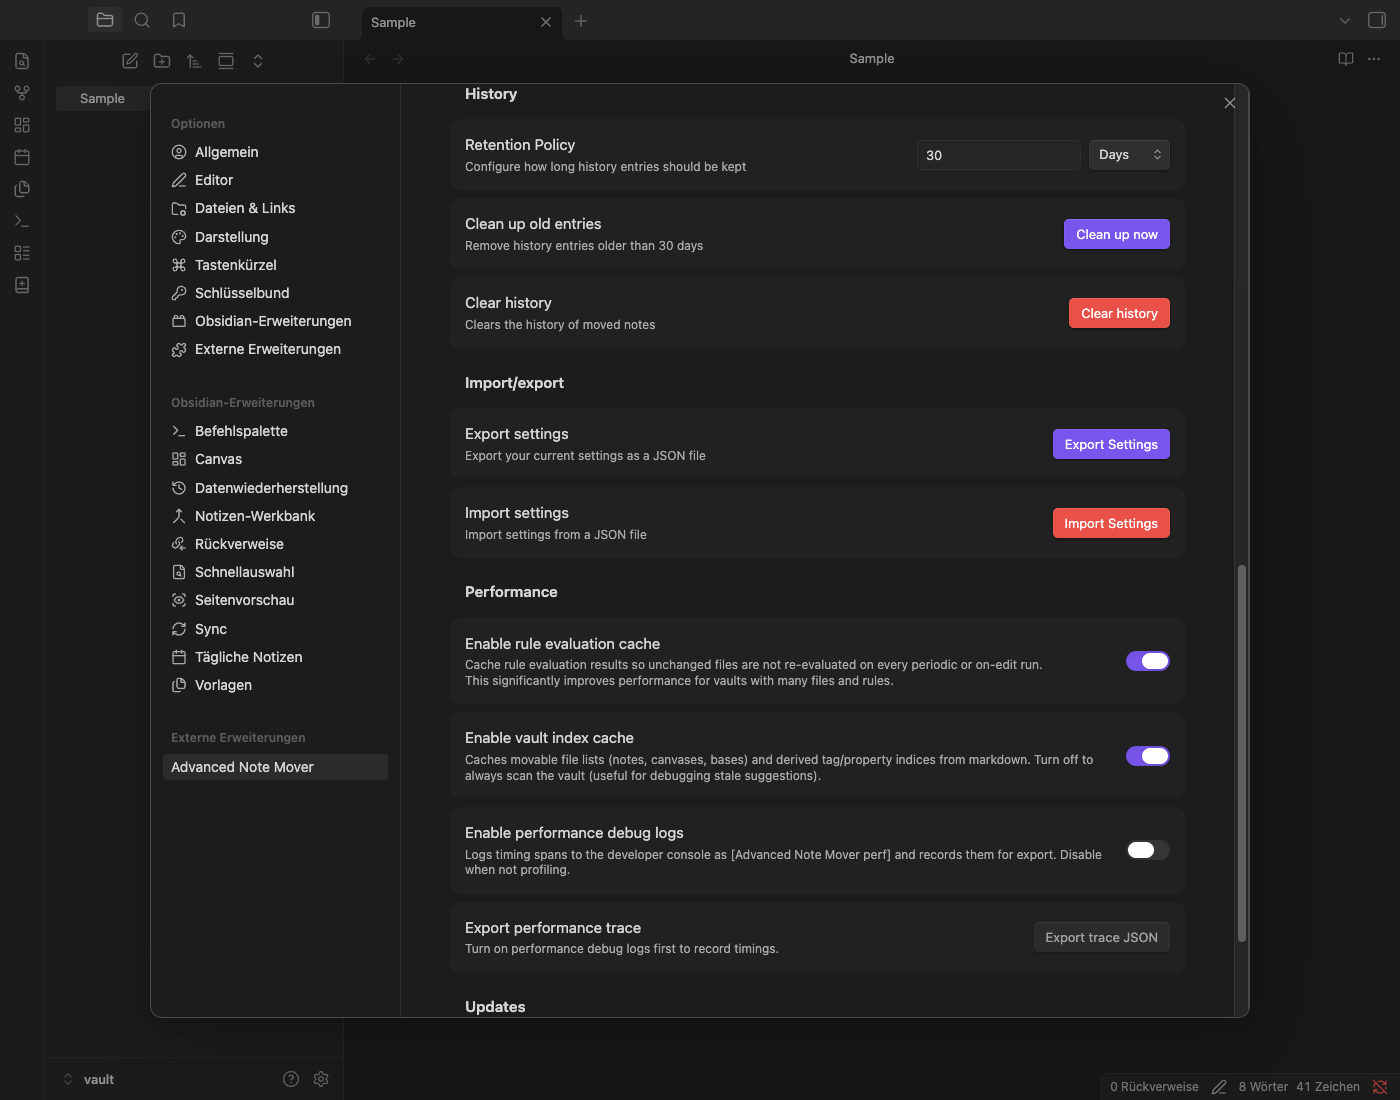 Sample
Sample
Sample
Optionen
Allgemein
Editor
Dateien & Links
Darstellung
Tastenkürzel
Schlüsselbund
Obsidian-Erweiterungen
Externe Erweiterungen
Obsidian-Erweiterungen
Befehlspalette
Canvas
Datenwiederherstellung
Notizen-Werkbank
Rückverweise
Schnellauswahl
Seitenvorschau
Sync
Tägliche Notizen
Vorlagen
Externe Erweiterungen
Advanced Note Mover
History
Retention Policy
Configure how long history entries should be kept
30
Days
Clean up old entries
Remove history entries older than 30 days
Clean up now
Clear history
Clears the history of moved notes
Clear history
Import/export
Export settings
Export your current settings as a JSON file
Export Settings
Import settings
Import settings from a JSON file
Import Settings
Performance
Enable rule evaluation cache
Cache rule evaluation results so unchanged files are not re-evaluated on every periodic or on-edit run.
This significantly improves performance for vaults with many files and rules.
Enable vault index cache
Caches movable file lists (notes, canvases, bases) and derived tag/property indices from markdown. Turn off to
always scan the vault (useful for debugging stale suggestions).
Enable performance debug logs
Logs timing spans to the developer console as [Advanced Note Mover perf] and records them for export. Disable
when not profiling.
Export performance trace
Turn on performance debug logs first to record timings.
Export trace JSON
Updates
vault
0 Rückverweise
8 Wörter
41 Zeichen